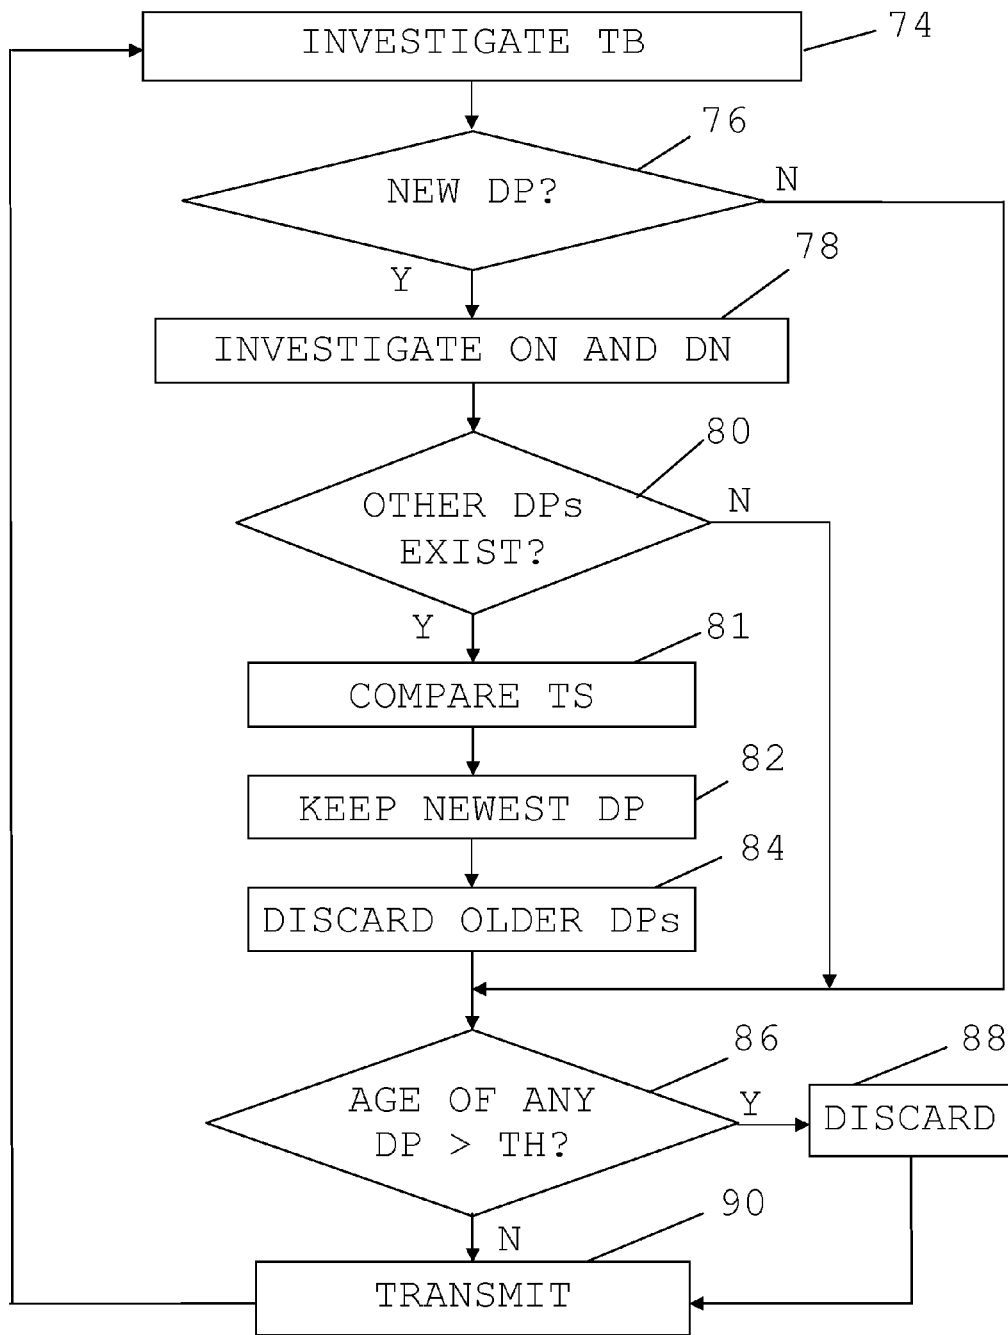 INVESTIGATE TB
74
76
NEW DP?
N
Y
78
INVESTIGATE ON AND DN
80
OTHER DPs
EXIST?
N
Y
81
COMPARE TS
82
KEEP NEWEST DP
84
DISCARD OLDER DPs
86
88
AGE OF ANY
DP > TH?
Y
DISCARD
N
90
TRANSMIT